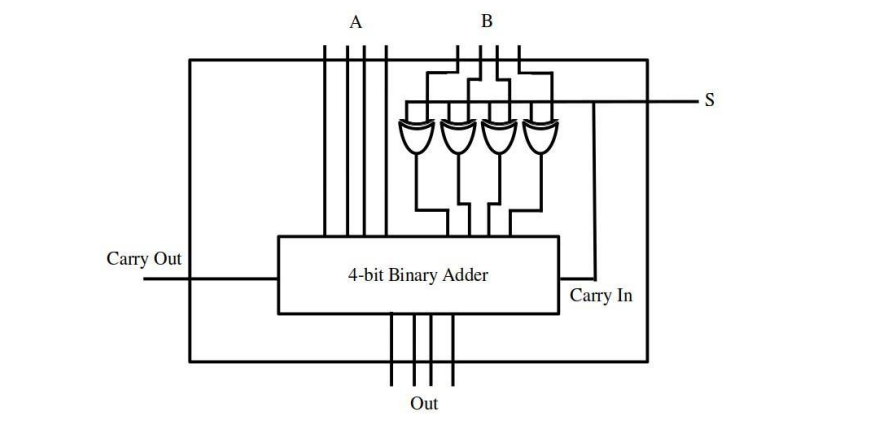 A
B
S
Carry Out
4-bit Binary Adder
Carry In
Out